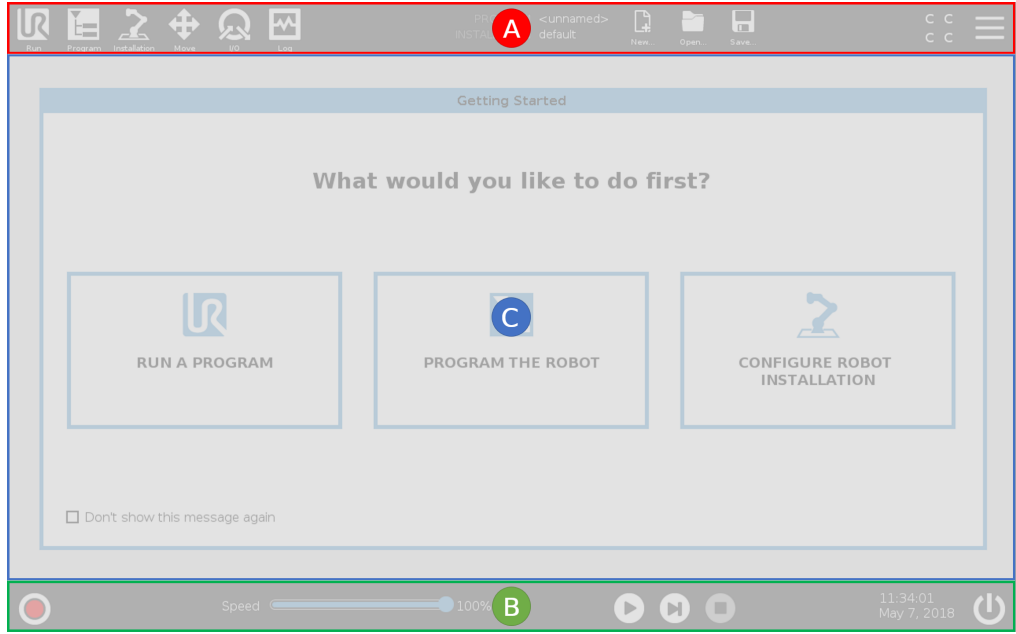 <unnamed>
default
A
Run
Program
Installation
Move
I/O
Log
New...
Open...
Save...
C C
C C
Getting Started
What would you like to do first?
C
RUN A PROGRAM
PROGRAM THE ROBOT
CONFIGURE ROBOT
INSTALLATION
Don't show this message again
Speed
100%
B
11:34:01
May 7, 2018